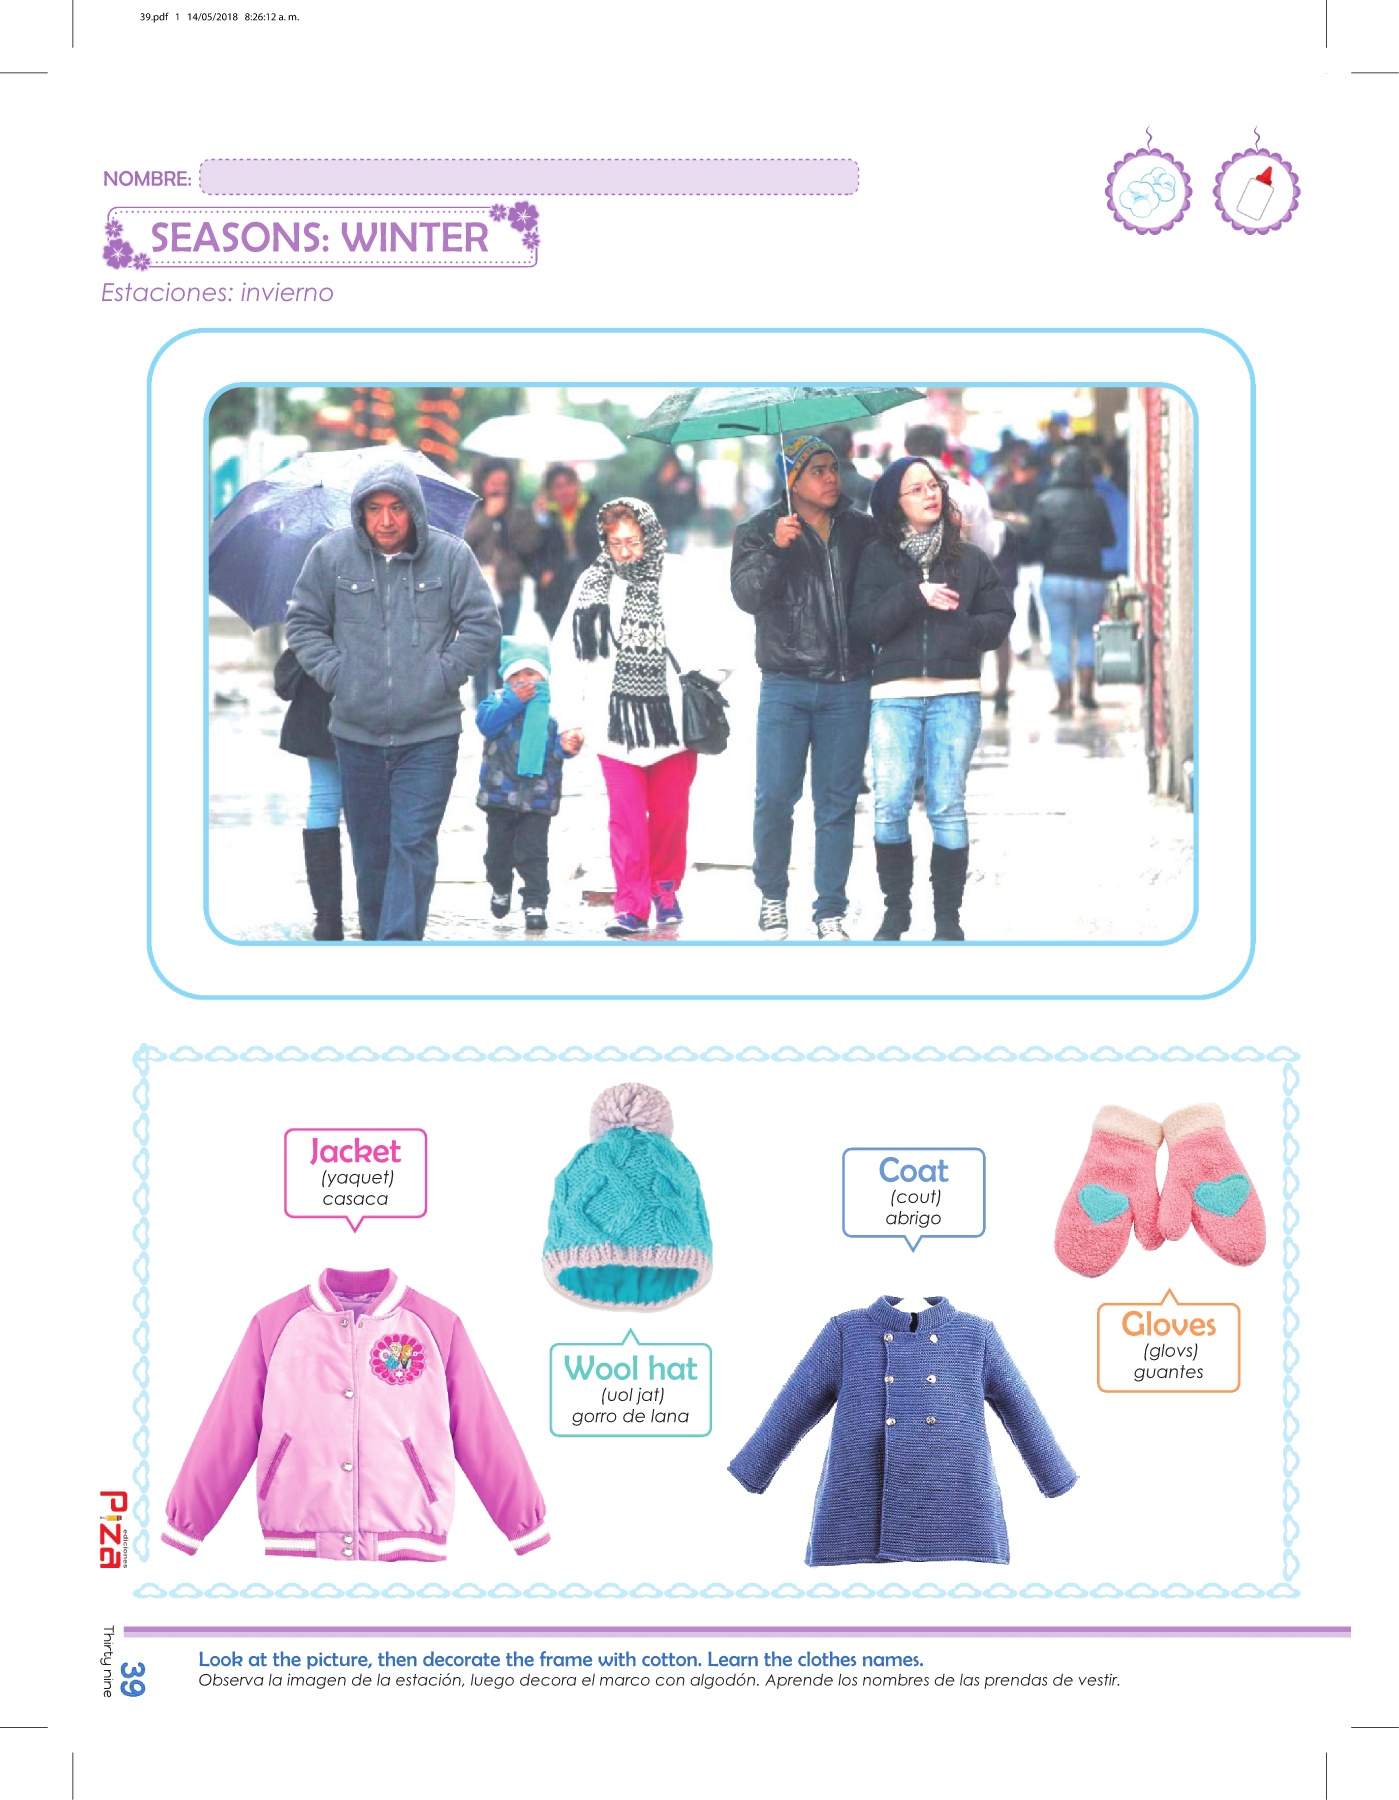 39.pdf 1 14/05/2018 8:26:12 a. m.
NOMBRE:
SEASONS: WINTER
Estaciones: invierno
Jacket
(yaquet)
casaca
Wool hat
(uol jat)
gorro de lana
Coat
(cout)
abrigo
Gloves
(glovs)
guantes
Piza
ediciones
Thirty nine
39
Look at the picture, then decorate the frame with cotton. Learn the clothes names.
Observa la imagen de la estación, luego decora el marco con algodón. Aprende los nombres de las prendas de vestir.